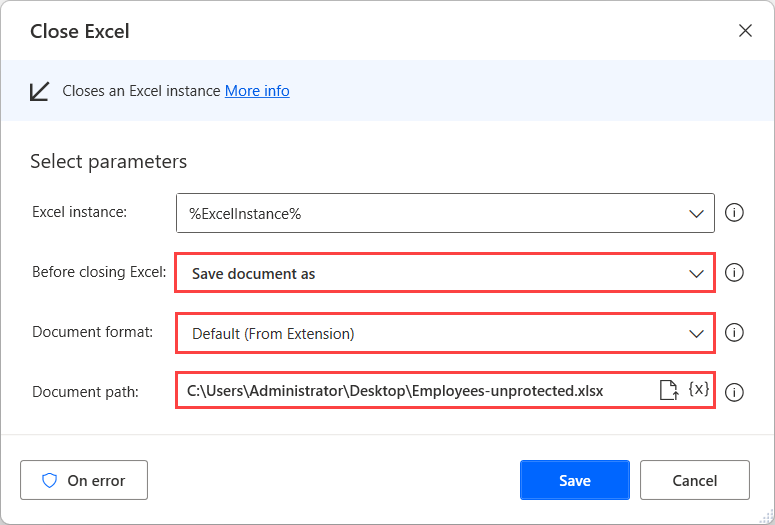 Close Excel
Closes an Excel instance More info
Select parameters
Excel instance: %ExcelInstance%
Before closing Excel: Save document as
Document format: Default (From Extension)
Document path: C:\Users\Administrator\Desktop\Employees-unprotected.xlsx {x}
On error Save Cancel